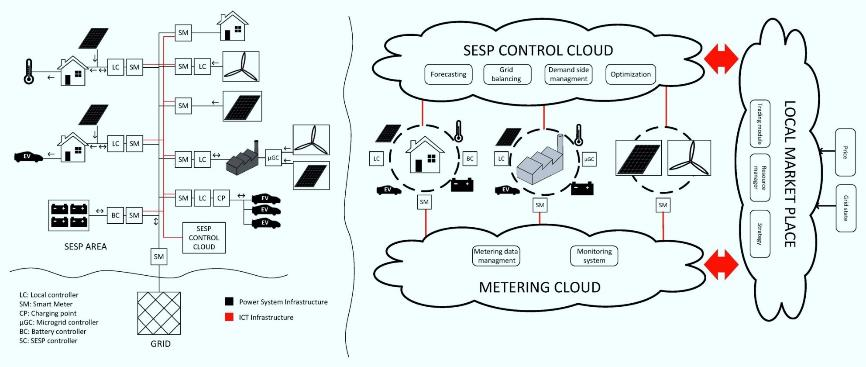 SM
LC SM
SM LC
SM
LC SM
EV
SM LC
µGC
SM LC CP
EV
EV
EV
BC SM
SESP
CONTROL
CLOUD
SESP AREA
SM
LC: Local controller
SM: Smart Meter
CP: Charging point
µGC: Microgrid controller
BC: Battery controller
SC: SESP controller
GRID
Power System Infrastructure
ICT Infrastructure
SESP CONTROL CLOUD
Forecasting
Grid
balancing
Demand side
managment
Optimization
LC
BC
EV
SM
LC
µGC
EV
SM
SM
Metering data
managment
Monitoring
system
METERING CLOUD
Trading module
Resource
manager
Strategy
LOCAL MARKET PLACE
Price
Grid state